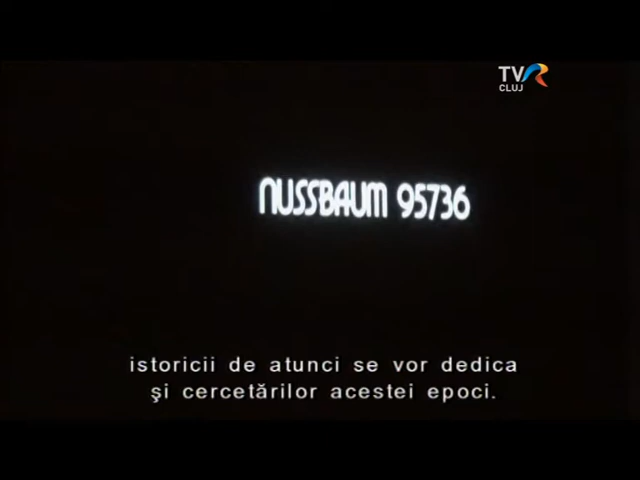 TVR
CLUJ
NUSSBAUM 95736
istoricii de atunci se vor dedica
şi cercetărilor acestei epoci.